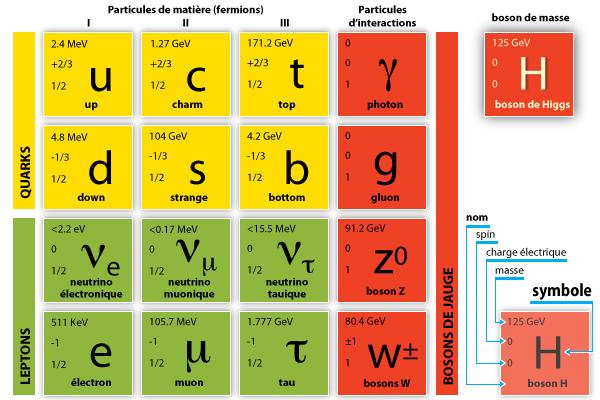 Particules de matière (fermions)
I II III
Particules
d'interactions
boson de masse
QUARKS
2.4 MeV
+2/3
1/2
u
up
1.27 GeV
+2/3
1/2
c
charm
171.2 GeV
+2/3
1/2
t
top
0
0
1
γ
photon
125 GeV
0
0
H
boson de Higgs
4.8 MeV
-1/3
1/2
d
down
104 GeV
-1/3
1/2
s
strange
4.2 GeV
-1/3
1/2
b
bottom
0
0
1
g
gluon
LEPTONS
<2.2 eV
0
1/2
νe
neutrino
électronique
<0.17 MeV
0
1/2
νμ
neutrino
muonique
<15.5 MeV
0
1/2
ντ
neutrino
tauique
91.2 GeV
0
1
z⁰
boson Z
511 KeV
-1
1/2
e
électron
105.7 MeV
-1
1/2
μ
muon
1.777 GeV
-1
1/2
τ
tau
80.4 GeV
±1
1
w±
bosons W
BOSONS DE JAUGE
nom
spin
charge électrique
masse
symbole
125 GeV
0
0
H
boson H